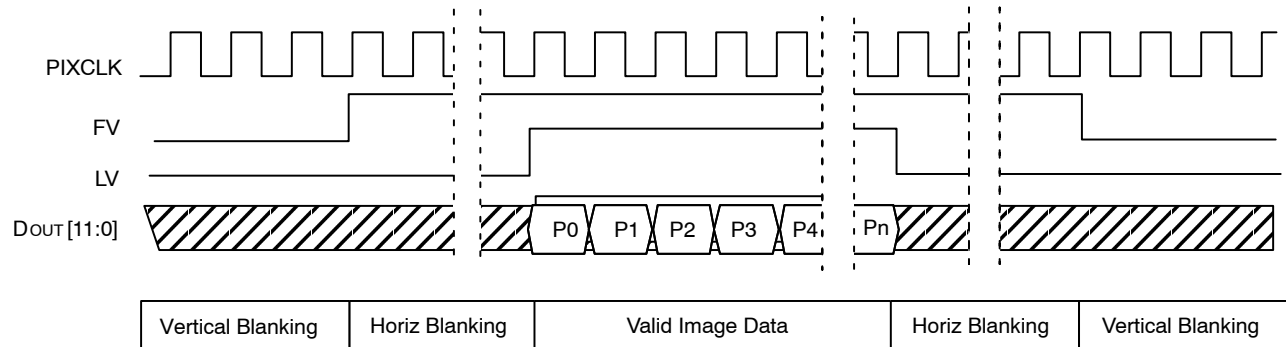 PIXCLK
FV
LV
DOUT [11:0]
P0 P1 P2 P3 P4 Pn
Vertical Blanking Horiz Blanking Valid Image Data Horiz Blanking Vertical Blanking